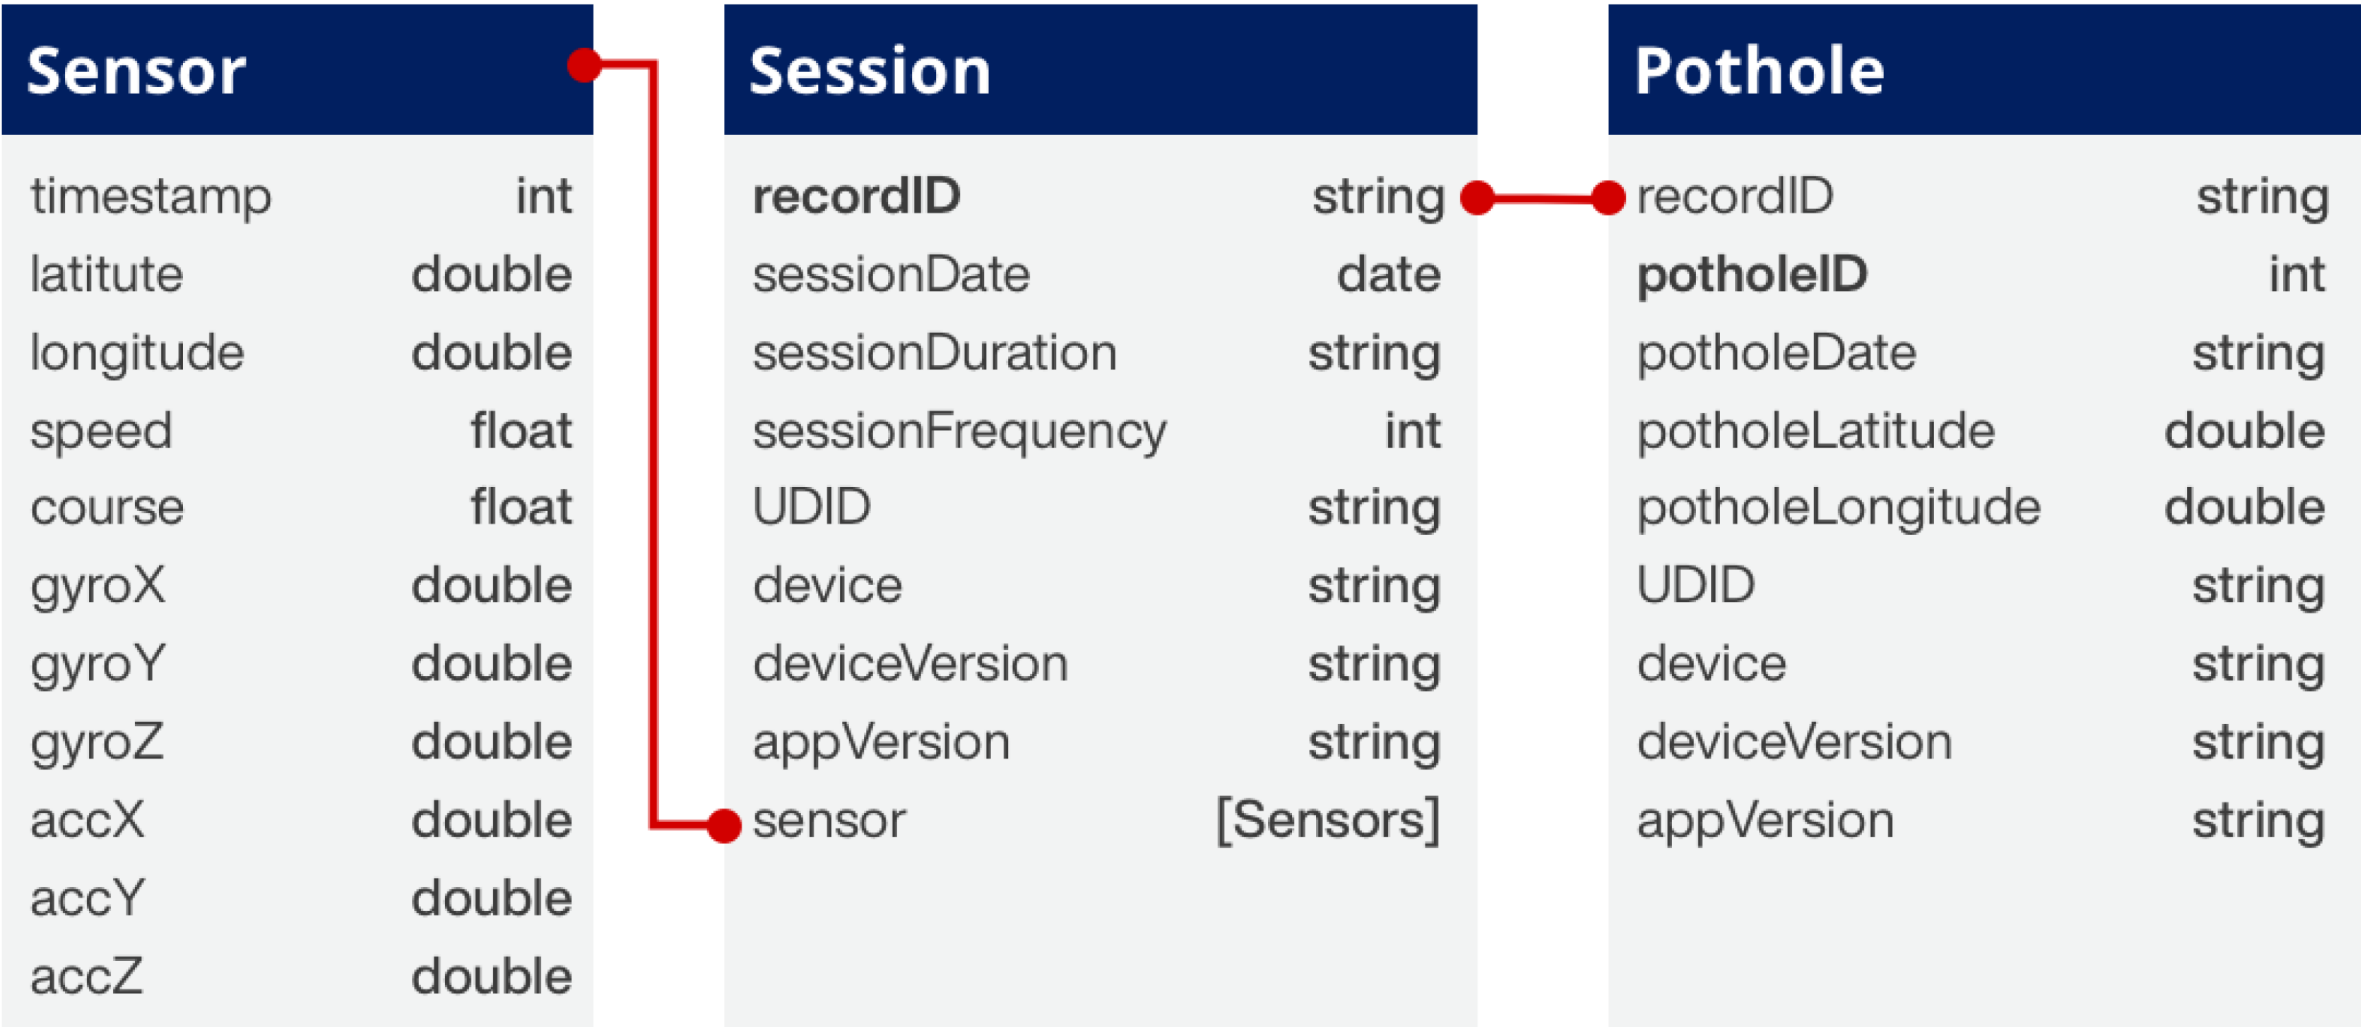 Sensor
timestamp int
latitute double
longitude double
speed float
course float
gyroX double
gyroY double
gyroZ double
accX double
accY double
accZ double
Session
recordID string
sessionDate date
sessionDuration string
sessionFrequency int
UDID string
device string
deviceVersion string
appVersion string
sensor [Sensors]
Pothole
recordID string
potholeID int
potholeDate string
potholeLatitude double
potholeLongitude double
UDID string
device string
deviceVersion string
appVersion string